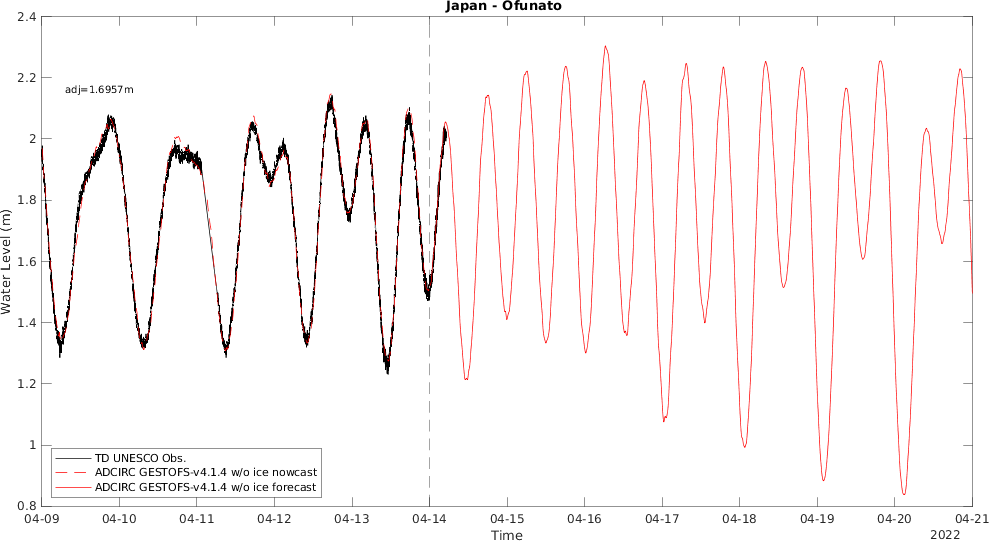 Japan - Ofunato
2.4
2.2
2
1.8
1.6
1.4
1.2
1
0.8
Water Level (m)
adj=1.6957m
TD UNESCO Obs.
ADCIRC GESTOFS-v4.1.4 w/o ice nowcast
ADCIRC GESTOFS-v4.1.4 w/o ice forecast
04-09 04-10 04-11 04-12 04-13 04-14 04-15 04-16 04-17 04-18 04-19 04-20 04-21
Time
2022